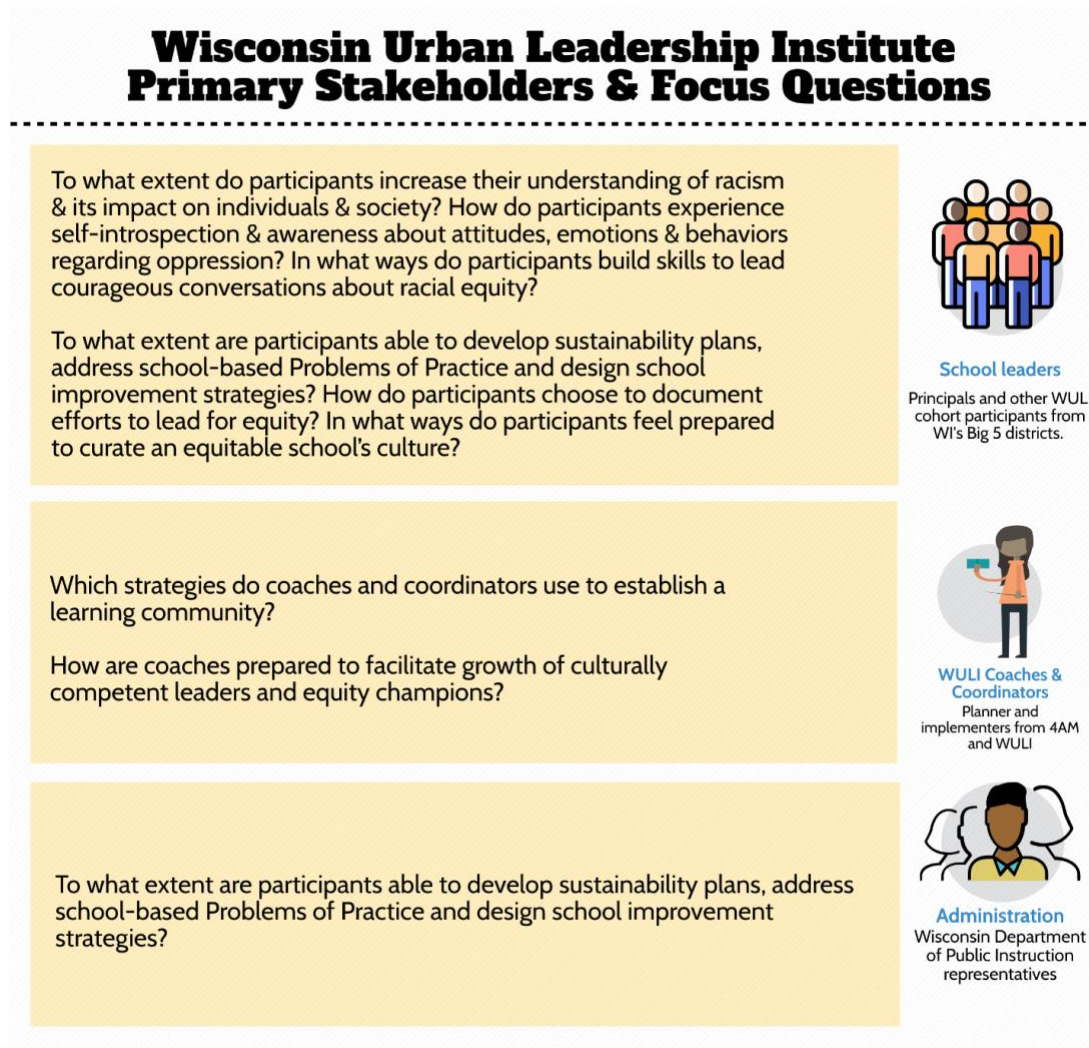 Wisconsin Urban Leadership Institute
Primary Stakeholders & Focus Questions
To what extent do participants increase their understanding of racism
& its impact on individuals & society? How do participants experience
self-introspection & awareness about attitudes, emotions & behaviors
regarding oppression? In what ways do participants build skills to lead
courageous conversations about racial equity?
To what extent are participants able to develop sustainability plans,
address school-based Problems of Practice and design school
improvement strategies? How do participants choose to document
efforts to lead for equity? In what ways do participants feel prepared
to curate an equitable school's culture?
School leaders
Principals and other WUL
cohort participants from
WI's Big 5 districts.
Which strategies do coaches and coordinators use to establish a
learning community?
How are coaches prepared to facilitate growth of culturally
competent leaders and equity champions?
WULI Coaches &
Coordinators
Planner and
implementers from 4AM
and WULI
To what extent are participants able to develop sustainability plans, address
school-based Problems of Practice and design school improvement
strategies?
Administration
Wisconsin Department
of Public Instruction
representatives